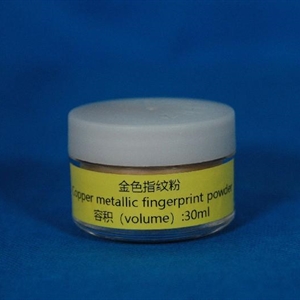 金色指纹粉
Copper metallic fingerprint powder
容积（volume）:30ml